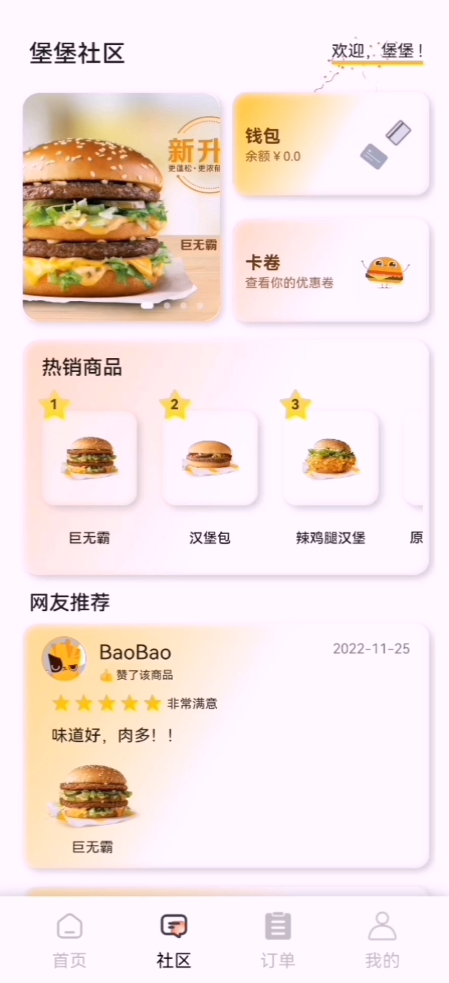 堡堡社区
欢迎，堡堡！
新升
更蓬松·更浓郁
巨无霸
钱包
余额￥0.0
卡卷
查看你的优惠卷
热销商品
1
2
3
巨无霸
汉堡包
辣鸡腿汉堡
原
网友推荐
BaoBao
2022-11-25
赞了该商品
非常满意
味道好，肉多！！
巨无霸
首页
社区
订单
我的